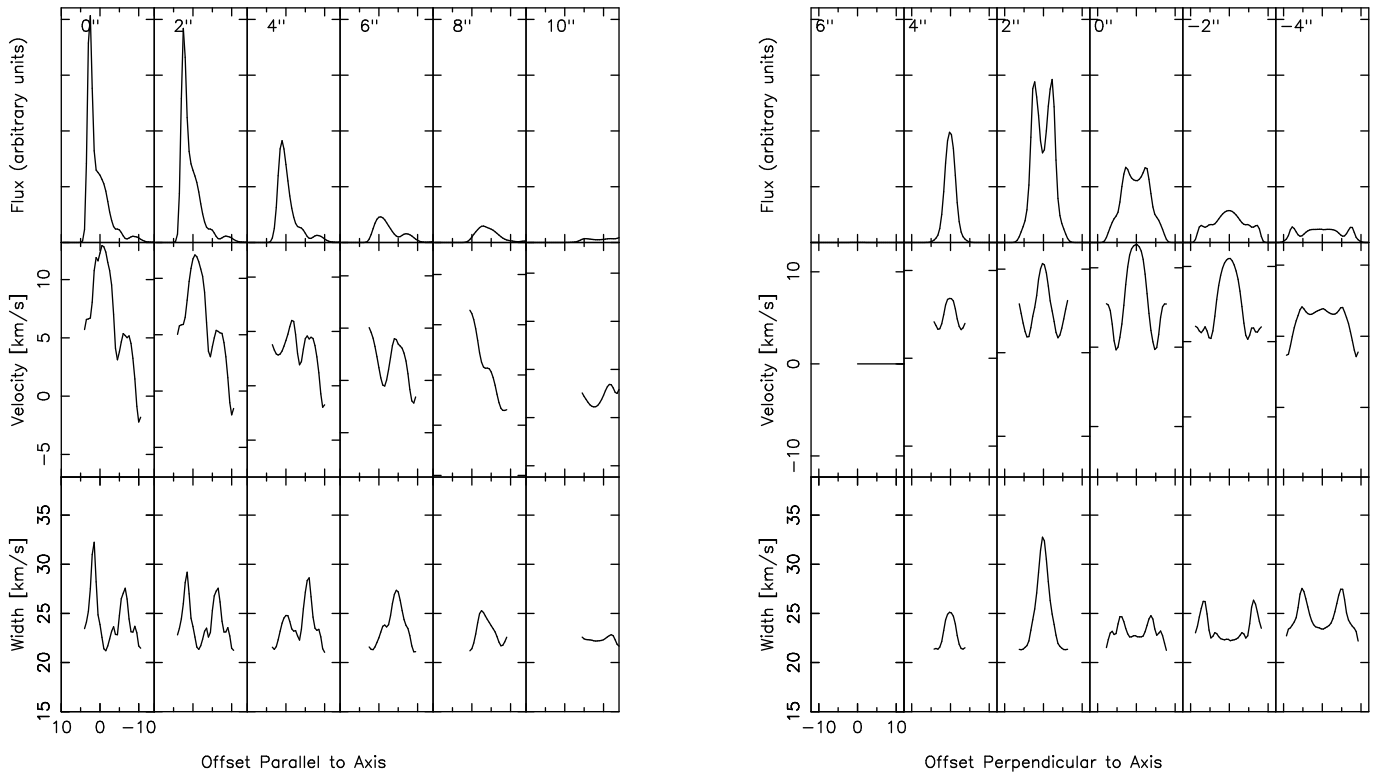 0" 2" 4" 6" 8" 10"
Flux (arbitrary units)
10
5
0
−5
Velocity [km/s]
35
30
25
20
15
Width [km/s]
10 0 −10
Offset Parallel to Axis
6" 4" 2" 0" −2" −4"
Flux (arbitrary units)
10
0
−10
Velocity [km/s]
35
30
25
20
15
Width [km/s]
−10 0 10
Offset Perpendicular to Axis